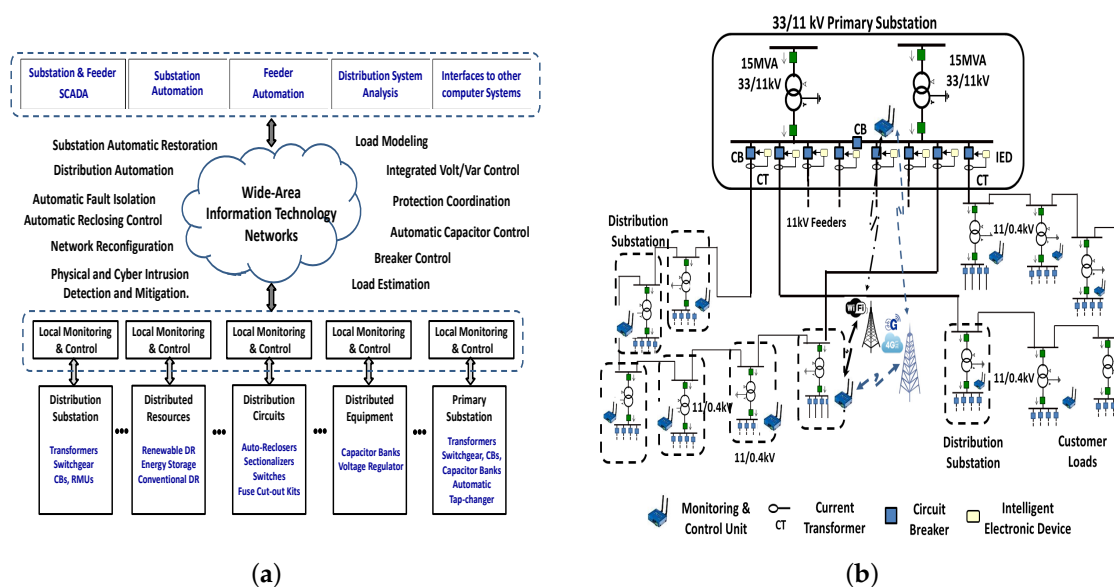 Substation & Feeder
SCADA
Substation
Automation
Feeder
Automation
Distribution System
Analysis
Interfaces to other
computer Systems
Substation Automatic Restoration
Distribution Automation
Automatic Fault Isolation
Automatic Reclosing Control
Network Reconfiguration
Physical and Cyber Intrusion
Detection and Mitigation.
Wide-Area
Information Technology
Networks
Load Modeling
Integrated Volt/Var Control
Protection Coordination
Automatic Capacitor Control
Breaker Control
Load Estimation
Local Monitoring
& Control
Local Monitoring
& Control
Local Monitoring
& Control
Local Monitoring
& Control
Local Monitoring
& Control
Distribution
Substation
Transformers
Switchgear
CBs, RMUs
Distributed
Resources
Renewable DR
Energy Storage
Conventional DR
Distribution
Circuits
Auto-Reclosers
Sectionalizers
Switches
Fuse Cut-out Kits
Distributed
Equipment
Capacitor Banks
Voltage Regulator
Primary
Substation
Transformers
Switchgear, CBs,
Capacitor Banks
Automatic
Tap-changer
(a)
33/11 kV Primary Substation
15MVA
33/11kV
15MVA
33/11kV
CB
CB
IED
CT
CT
11kV Feeders
Distribution
Substation
11/0.4kV
WiFi
4G
11/0.4kV
11/0.4kV
11/0.4kV
Distribution
Substation
Customer
Loads
Monitoring &
Control Unit
CT
Current
Transformer
Circuit
Breaker
Intelligent
Electronic Device
(b)